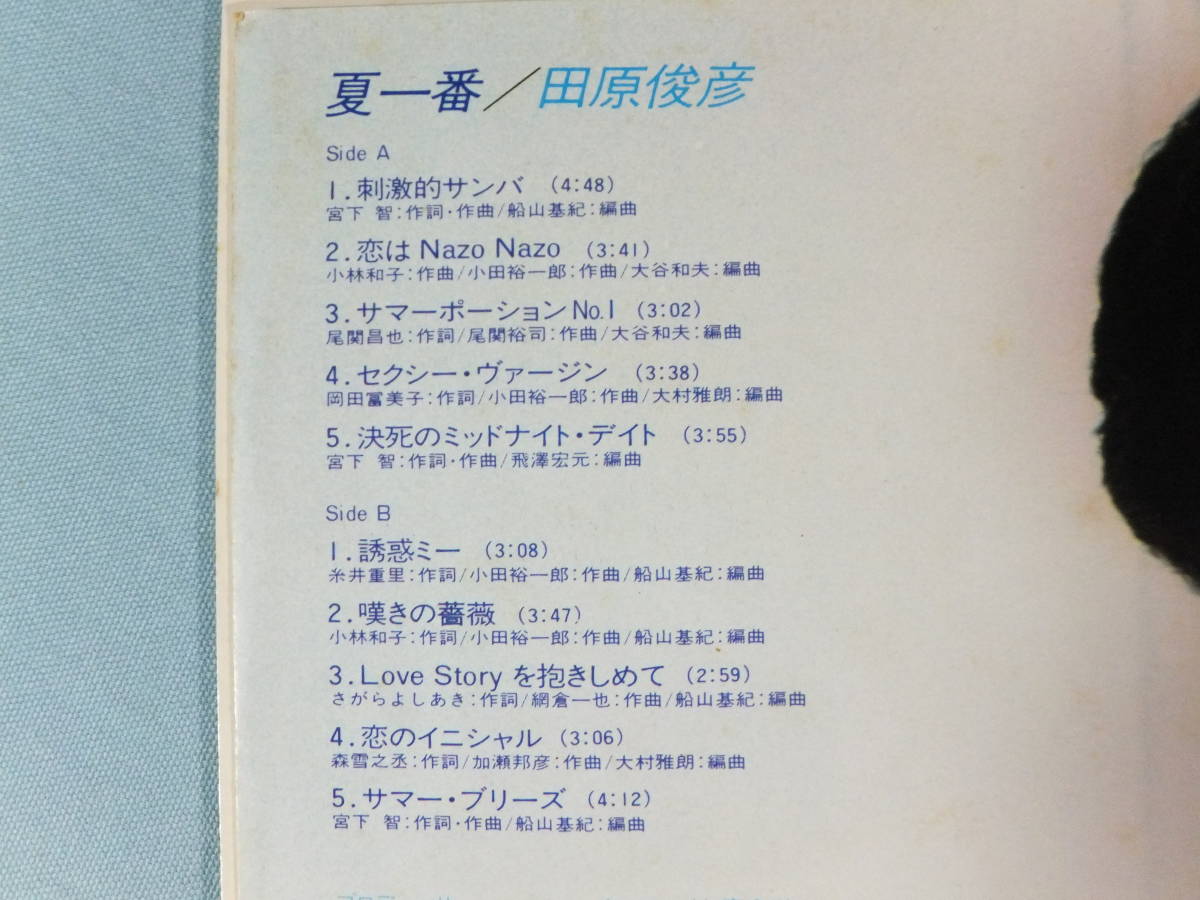 夏一番／田原俊彦
Side A
1.刺激的サンバ (4:48)
宮下 智:作詞・作曲/船山基紀:編曲
2.恋は Nazo Nazo (3:41)
小林和子:作曲/小田裕一郎:作曲/大谷和夫:編曲
3.サマーポーションNo.1 (3:02)
尾関昌也:作詞/尾関裕司:作曲/大谷和夫:編曲
4.セクシー・ヴァージン (3:38)
岡田冨美子:作詞/小田裕一郎:作曲/大村雅朗:編曲
5.決死のミッドナイト・デイト (3:55)
宮下 智:作詞・作曲/飛澤宏元:編曲
Side B
1.誘惑ミー (3:08)
糸井重里:作詞/小田裕一郎:作曲/船山基紀:編曲
2.嘆きの薔薇 (3:47)
小林和子:作詞/小田裕一郎:作曲/船山基紀:編曲
3.Love Story を抱きしめて (2:59)
さがらよしあき:作詞/網倉一也:作曲/船山基紀:編曲
4.恋のイニシャル (3:06)
森雪之丞:作詞/加瀬邦彦:作曲/大村雅朗:編曲
5.サマー・ブリーズ (4:12)
宮下 智:作詞・作曲/船山基紀:編曲